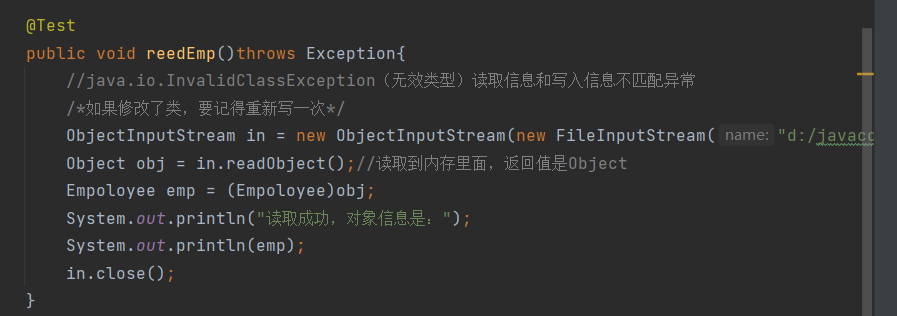 @Test
public void reedEmp()throws Exception{
//java.io.InvalidClassException（无效类型）读取信息和写入信息不匹配异常
/*如果修改了类，要记得重新写一次*/
ObjectInputStream in = new ObjectInputStream(new FileInputStream( name: "d:/javacc
Object obj = in.readObject();//读取到内存里面，返回值是Object
Empoloyee emp = (Empoloyee)obj;
System.out.println("读取成功，对象信息是：");
System.out.println(emp);
in.close();
}